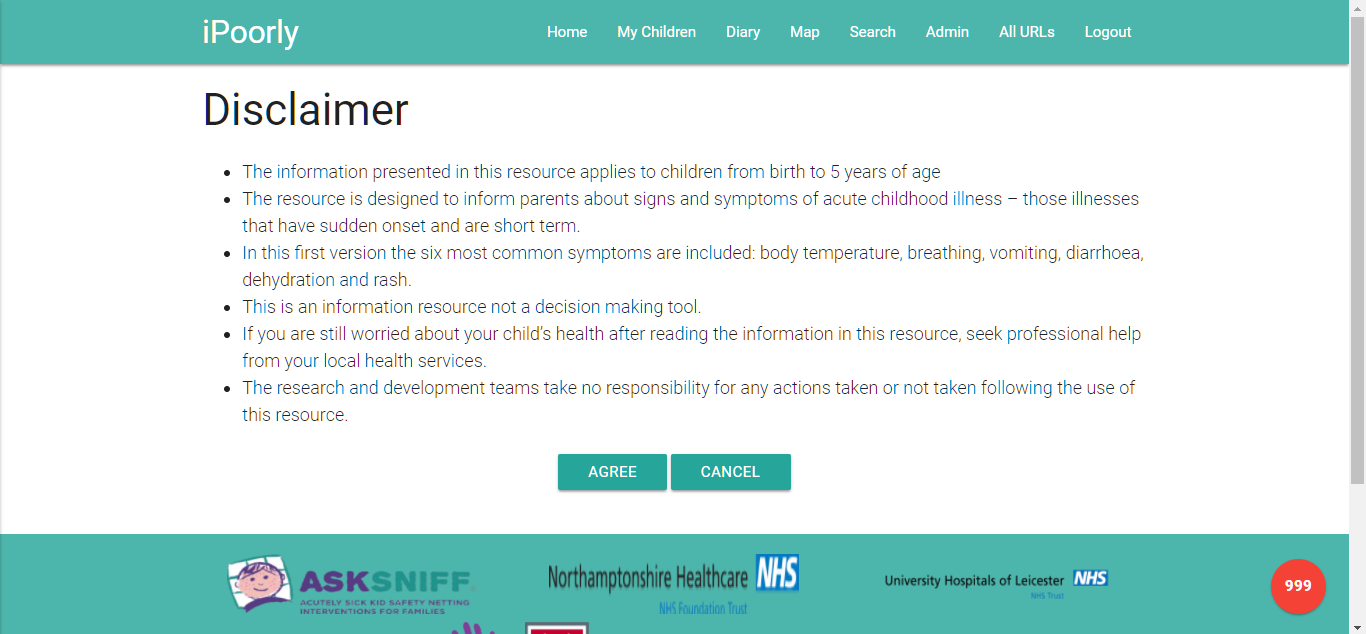 iPoorly
Home My Children Diary Map Search Admin All URLs Logout
Disclaimer
The information presented in this resource applies to children from birth to 5 years of age
The resource is designed to inform parents about signs and symptoms of acute childhood illness – those illnesses
that have sudden onset and are short term.
In this first version the six most common symptoms are included: body temperature, breathing, vomiting, diarrhoea,
dehydration and rash.
This is an information resource not a decision making tool.
If you are still worried about your child's health after reading the information in this resource, seek professional help
from your local health services.
The research and development teams take no responsibility for any actions taken or not taken following the use of
this resource.
AGREE CANCEL
ASKSNIFF
ACUTELY SICK KID SAFETY NETTING
INTERVENTIONS FOR FAMILIES
Northamptonshire Healthcare NHS
NHS Foundation Trust
University Hospitals of Leicester NHS
NHS Trust
999